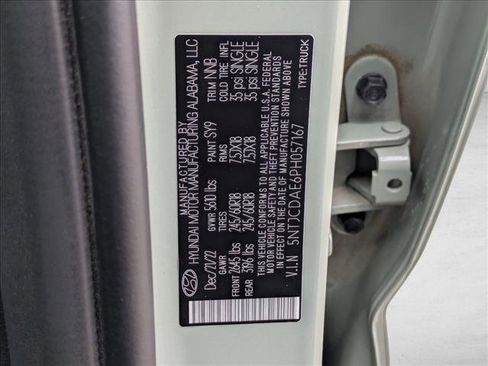 MANUFACTURED BY
HYUNDAI MOTOR MANUFACTURING ALABAMA, LLC
Dec/21/22 GVWR 5610 lbs PAINT SY9 TRIM NNB
GAWR TIRES RIMS COLD TIRE INFL
FRONT 2645 lbs 245/60R18 7.5JX18 35 psi SINGLE
REAR 3196 lbs 245/60R18 7.5JX18 35 psi SINGLE
THIS VEHICLE CONFORMS TO ALL APPLICABLE U.S.A. FEDERAL
MOTOR VEHICLE SAFETY AND THEFT PREVENTION STANDARDS
IN EFFECT ON THE DATE OF MANUFACTURE SHOWN ABOVE
V.I.N 5NTJCDAE6PH057167 TYPE:TRUCK